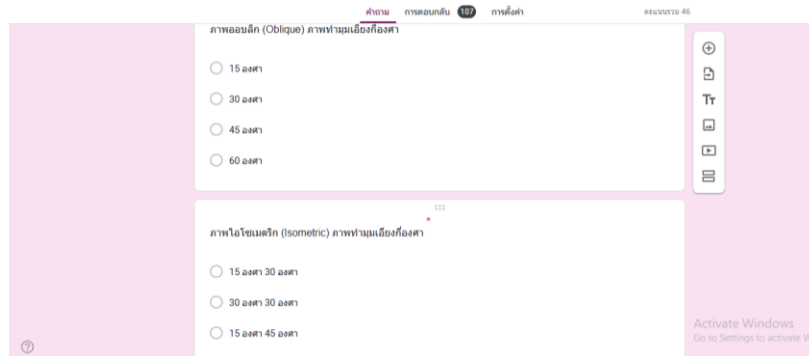 คำถาม การตอบกลับ 107 การตั้งค่า คะแนนรวม 46
ภาพออบลิก (Oblique) ภาพทำมุมเอียงกี่องศา
15 องศา
30 องศา
45 องศา
60 องศา
*
ภาพไอโซเมตริก (Isometric) ภาพทำมุมเอียงกี่องศา
15 องศา 30 องศา
30 องศา 30 องศา
15 องศา 45 องศา
Activate Windows
Go to Settings to activate W